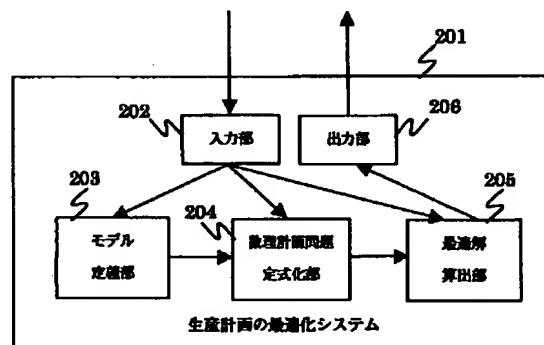 201
202
入力部
出力部
206
203
モデル
定義部
204
数理計画問題
定式化部
205
最適解
算出部
生産計画の最適化システム